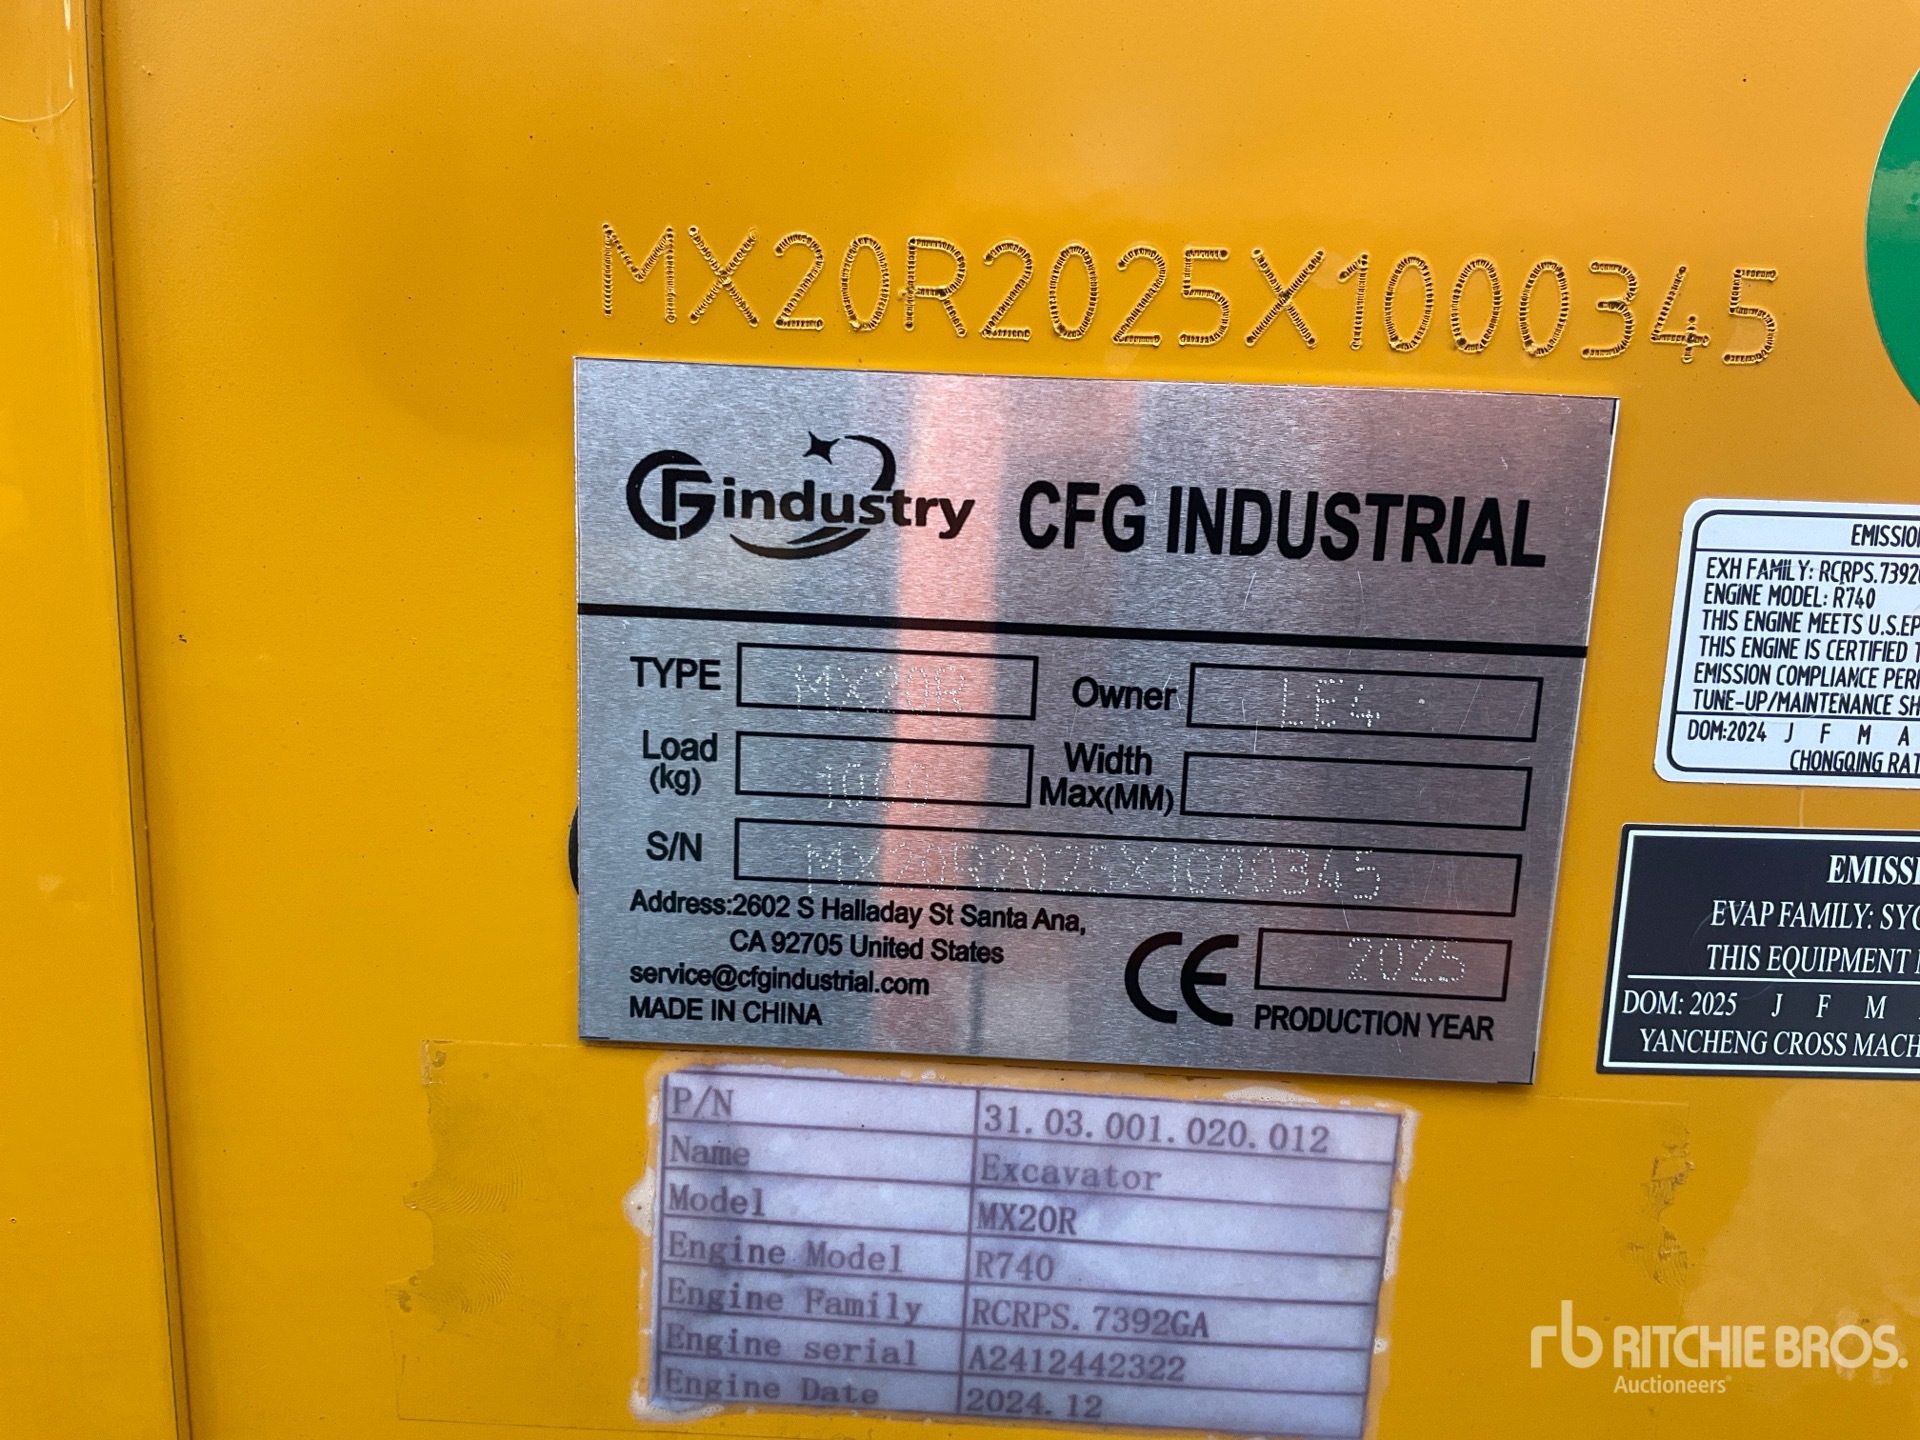 MX20R2025X1000345
CFG industry CFG INDUSTRIAL
TYPE MX20R Owner LE4
Load (kg) 1000 Width Max(MM)
S/N MX20R2025X1000345
Address:2602 S Halladay St Santa Ana,
CA 92705 United States
service@cfgindustrial.com
MADE IN CHINA
CE 2025
PRODUCTION YEAR
EMISSION
EXH FAMILY: RCRPS.7392G
ENGINE MODEL: R740
THIS ENGINE MEETS U.S.EP
THIS ENGINE IS CERTIFIED T
EMISSION COMPLIANCE PERI
TUNE-UP/MAINTENANCE SH
DOM:2024 J F M A
CHONGQING RAT
EMISSI
EVAP FAMILY: SYC
THIS EQUIPMENT
DOM: 2025 J F M
YANCHENG CROSS MACH
P/N 31.03.001.020.012
Name Excavator
Model MX20R
Engine Model R740
Engine Family RCRPS.7392GA
Engine serial A2412442322
Engine Date 2024.12
rb RITCHIE BROS.
Auctioneers